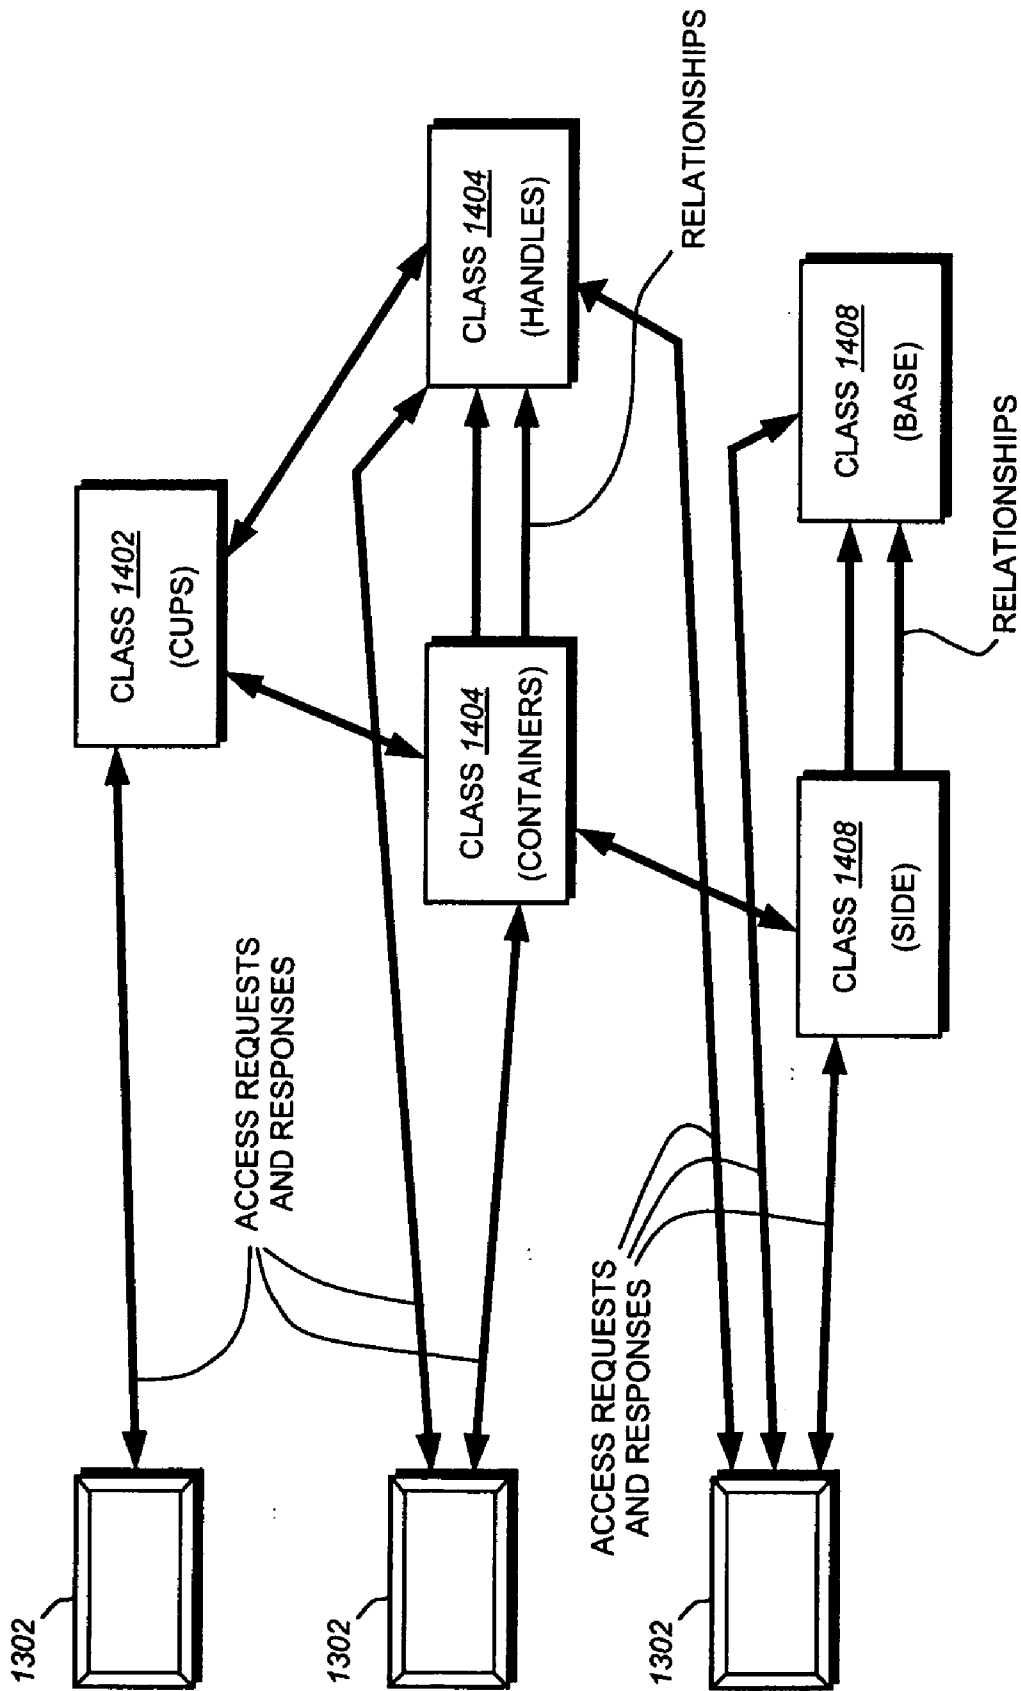 1302
CLASS 1402
(CUPS)
ACCESS REQUESTS
AND RESPONSES
1302
CLASS 1404
(CONTAINERS)
CLASS 1404
(HANDLES)
RELATIONSHIPS
ACCESS REQUESTS
AND RESPONSES
1302
CLASS 1408
(SIDE)
CLASS 1408
(BASE)
RELATIONSHIPS